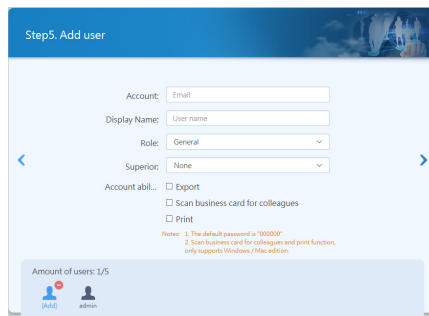 Step5. Add user
Account: Email
Display Name: User name
Role: General
Superior: None
Account abil... Export
Scan business card for colleagues
Print
Notes: 1. The default password is "000000"
2. Scan business card for colleagues and print function,
only supports Windows / Mac edition
Amount of users: 1/5
(Add) admin